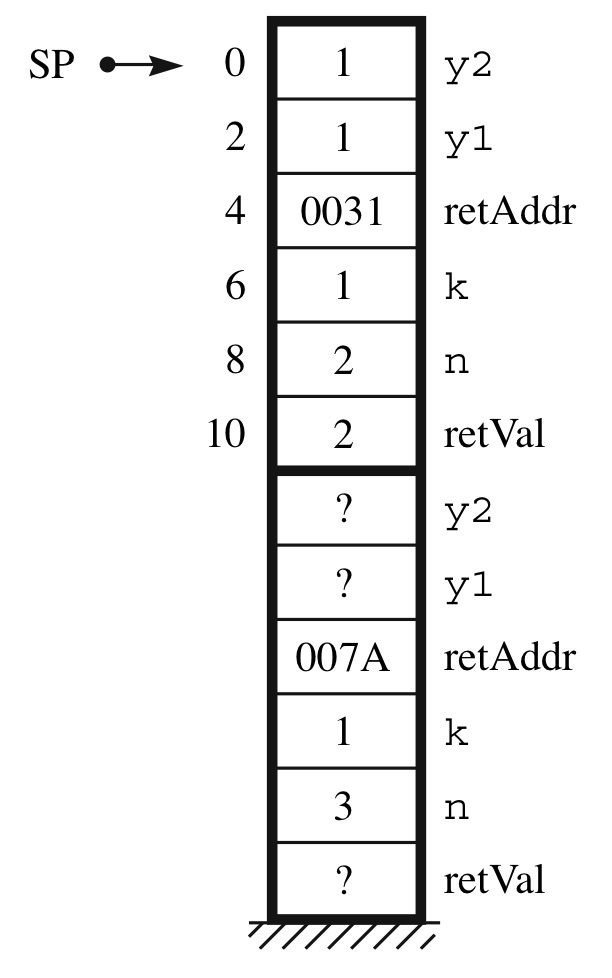 SP 0 1 y2
2 1 y1
4 0031 retAddr
6 1 k
8 2 n
10 2 retVal
? y2
? y1
007A retAddr
1 k
3 n
? retVal